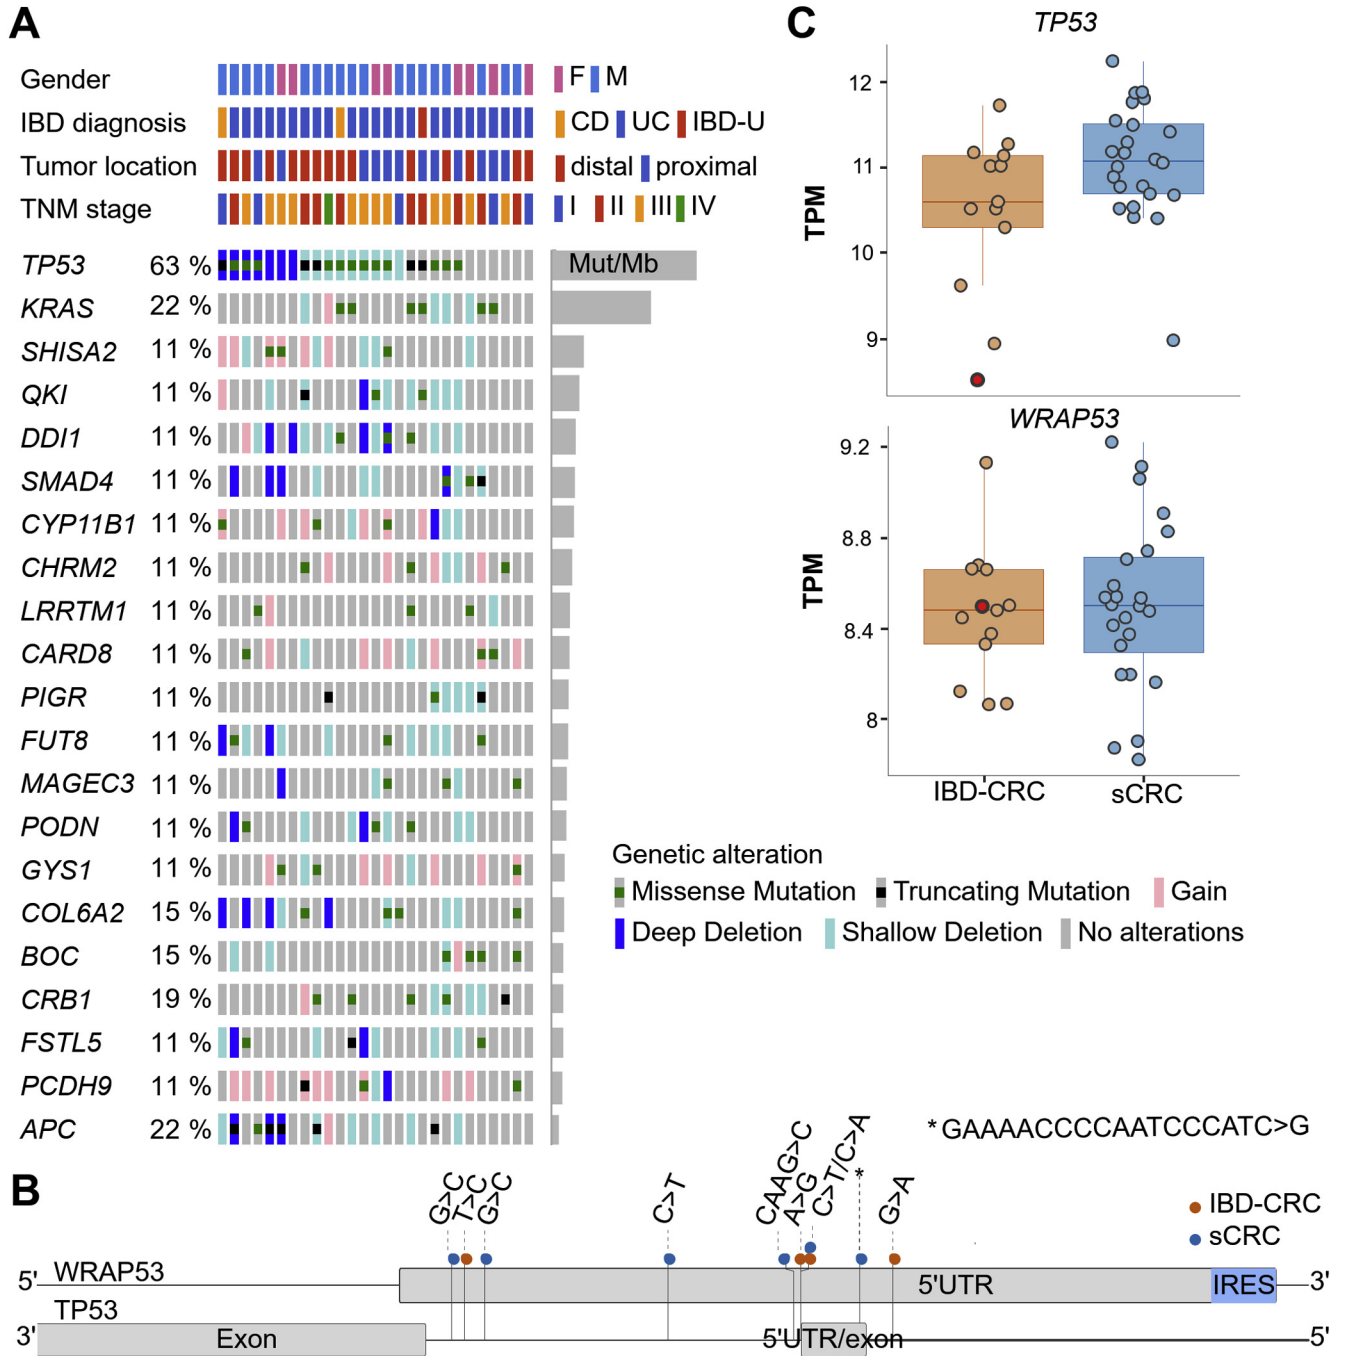 A
Gender
F M
IBD diagnosis
CD UC IBD-U
Tumor location
distal proximal
TNM stage
I II III IV
TP53 63 % Mut/Mb
KRAS 22 %
SHISA2 11 %
QKI 11 %
DDI1 11 %
SMAD4 11 %
CYP11B1 11 %
CHRM2 11 %
LRRTM1 11 %
CARD8 11 %
PIGR 11 %
FUT8 11 %
MAGEC3 11 %
PODN 11 %
GYS1 11 %
COL6A2 15 %
BOC 15 %
CRB1 19 %
FSTL5 11 %
PCDH9 11 %
APC 22 %
C
TP53
TPM
12
11
10
9
WRAP53
TPM
9.2
8.8
8.4
8
IBD-CRC sCRC
Genetic alteration
Missense Mutation Truncating Mutation Gain
Deep Deletion Shallow Deletion No alterations
B
G>C
T>C
G>C
C>T
CAAG>C
A>G
C>T/C>A
*
G>A
*GAAAACCCCAATCCCATC>G
IBD-CRC
sCRC
5' WRAP53 5'UTR IRES 3'
TP53
3' Exon 5'UTR/exon 5'